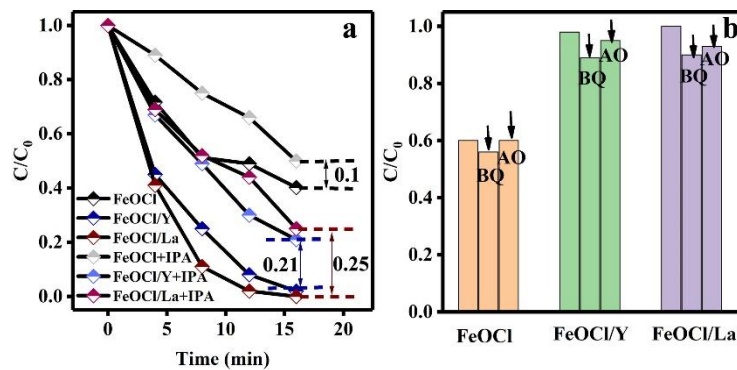 a
C/C0
1.0
0.8
0.6
0.4
0.2
0.0
0.1
0.21
0.25
FeOCl
FeOCl/Y
FeOCl/La
FeOCl+IPA
FeOCl/Y+IPA
FeOCl/La+IPA
0 5 10 15 20
Time (min)
b
C/C0
1.0
0.8
0.6
0.4
0.2
0.0
BQ AO
BQ AO
BQ AO
FeOCl FeOCl/Y FeOCl/La